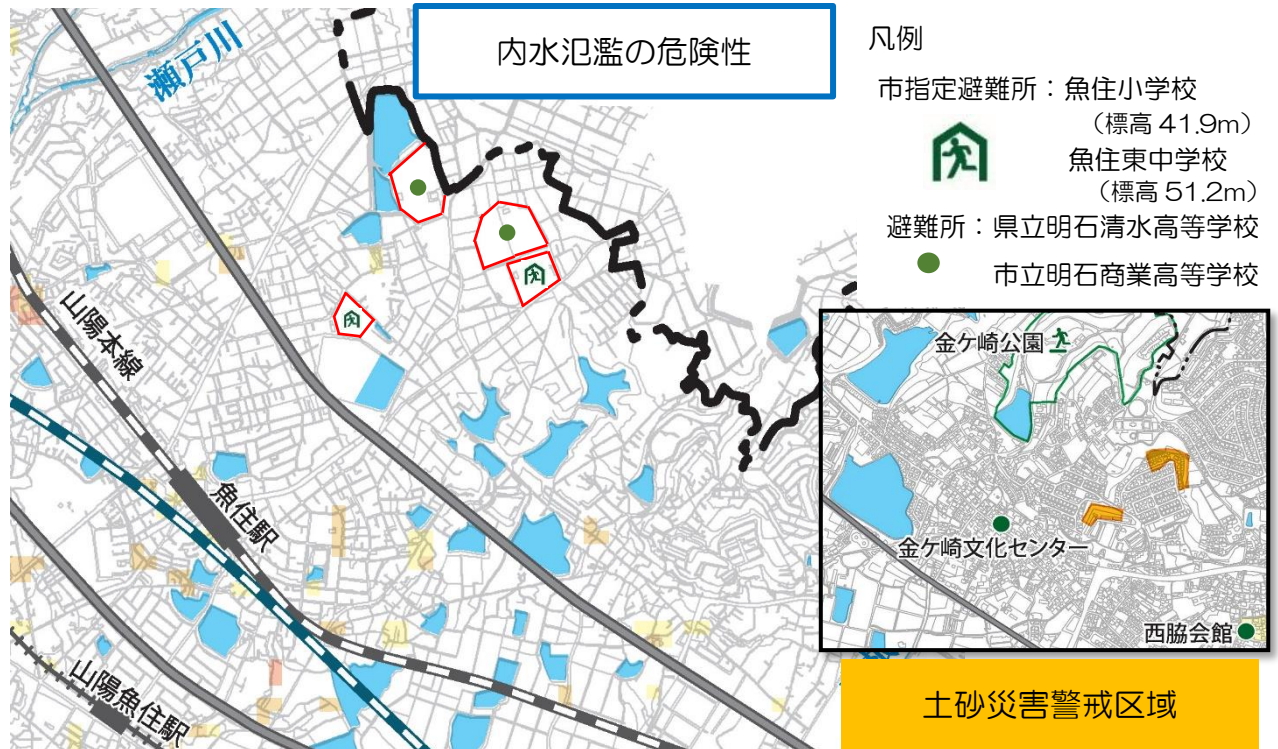 内水氾濫の危険性
凡例
市指定避難所：魚住小学校
（標高 41.9m）
魚住東中学校
（標高 51.2m）
避難所：県立明石清水高等学校
市立明石商業高等学校
瀬戸川
山陽本線
魚住駅
山陽魚住駅
金ケ崎公園
金ケ崎文化センター
西脇会館
土砂災害警戒区域